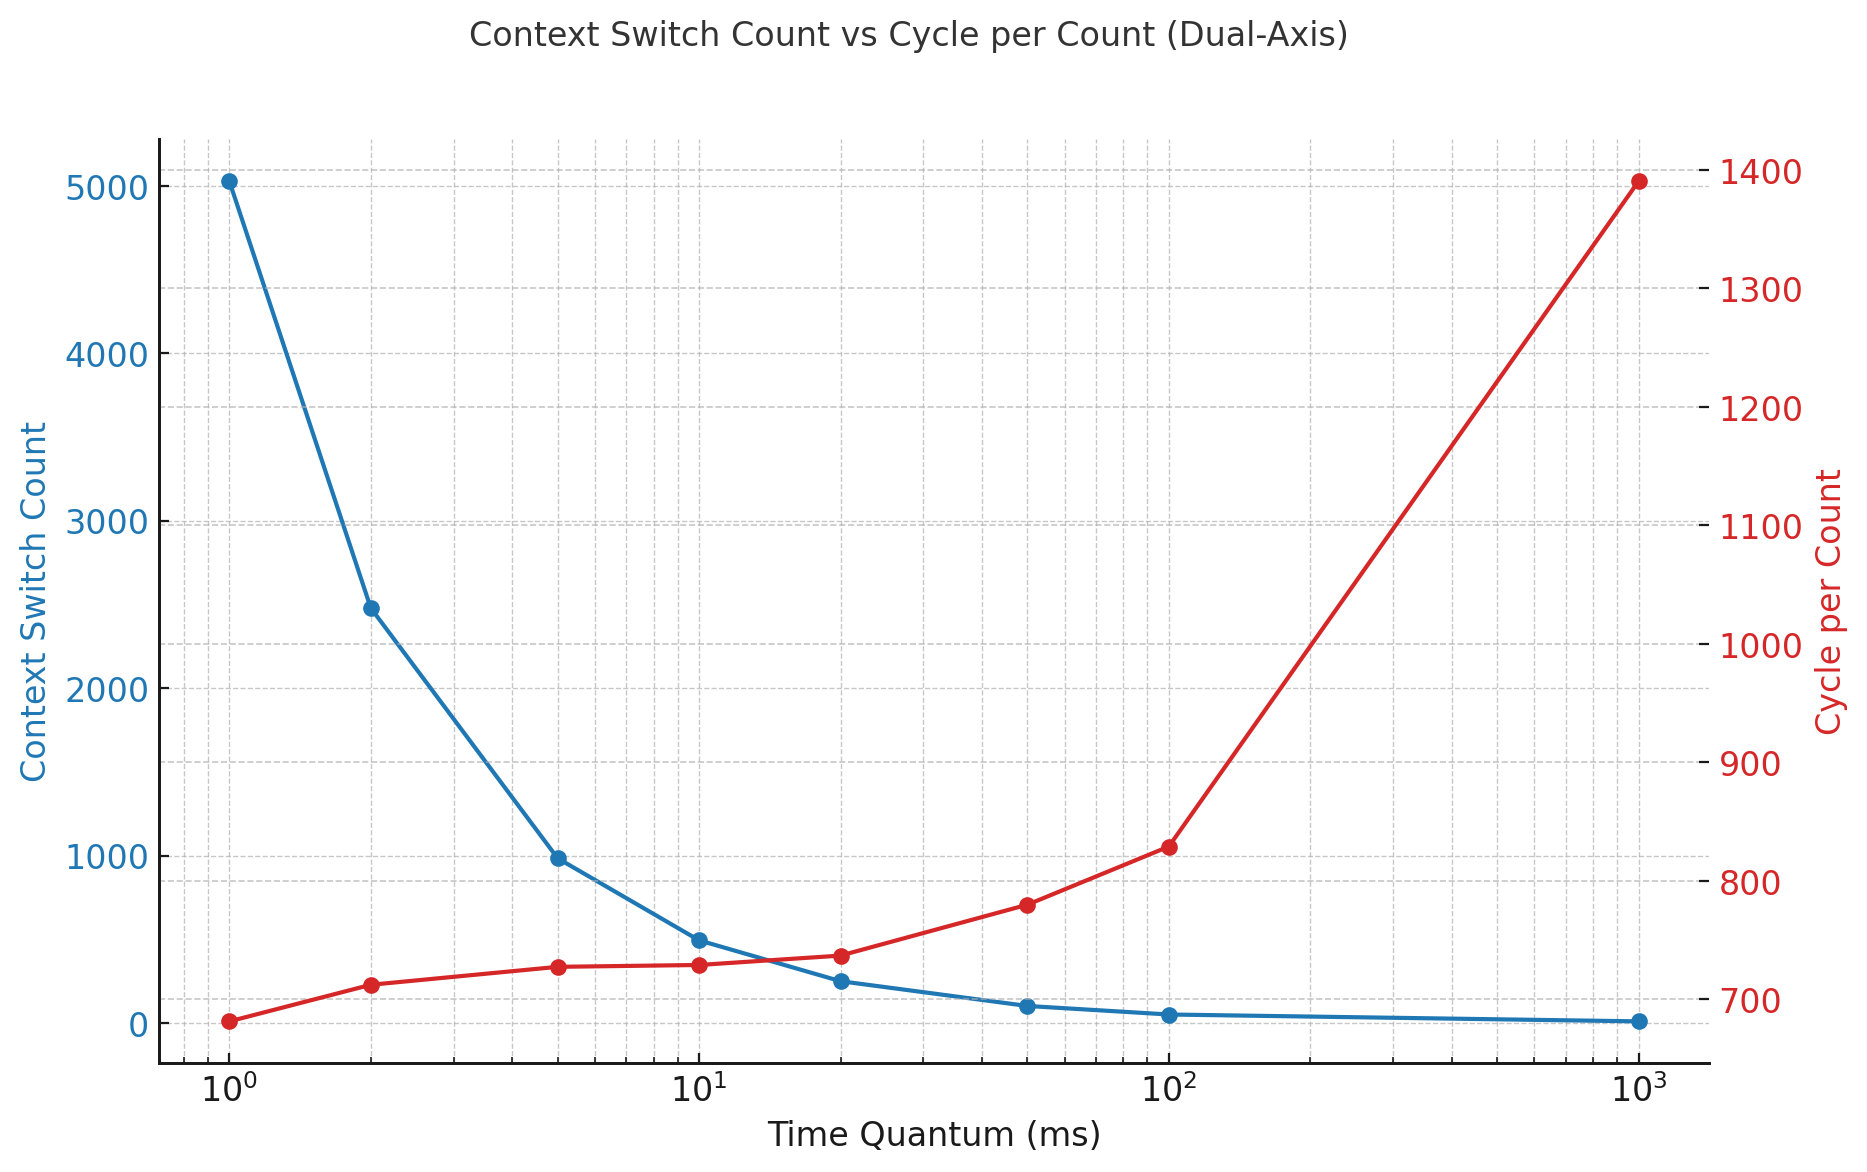 Context Switch Count vs Cycle per Count (Dual-Axis)
Context Switch Count
5000
4000
3000
2000
1000
0
1400
1300
1200
1100
1000
900
800
700
Cycle per Count
10⁰ 10¹ 10² 10³
Time Quantum (ms)